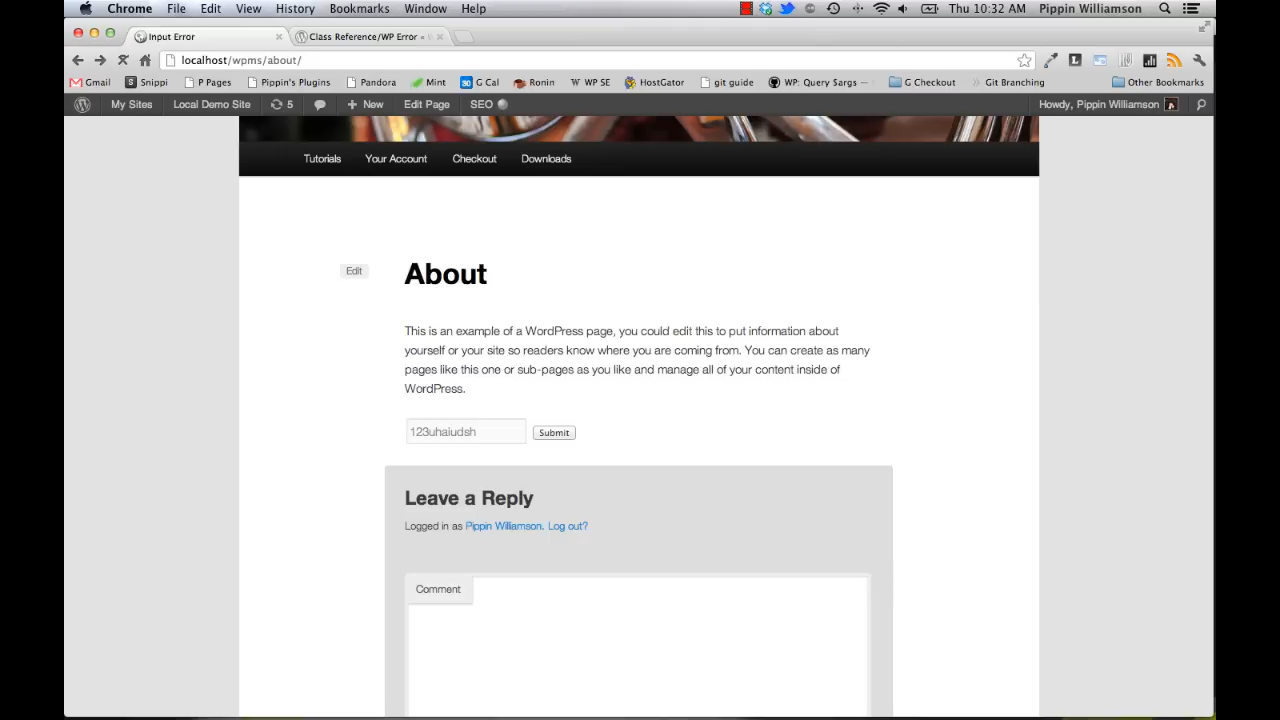 Chrome File Edit View History Bookmarks Window Help Thu 10:32 AM Pippin Williamson
Input Error Class Reference/WP Error «
localhost/wpms/about/
Gmail Snippi P Pages Pippin's Plugins Pandora Mint 30 G Cal Ronin W WP SE HostGator git guide WP: Query $args — G Checkout Git Branching Other Bookmarks
My Sites Local Demo Site 5 New Edit Page SEO Howdy, Pippin Williamson
Tutorials Your Account Checkout Downloads
Edit
About
This is an example of a WordPress page, you could edit this to put information about
yourself or your site so readers know where you are coming from. You can create as many
pages like this one or sub-pages as you like and manage all of your content inside of
WordPress.
123uhaiudsh Submit
Leave a Reply
Logged in as Pippin Williamson. Log out?
Comment